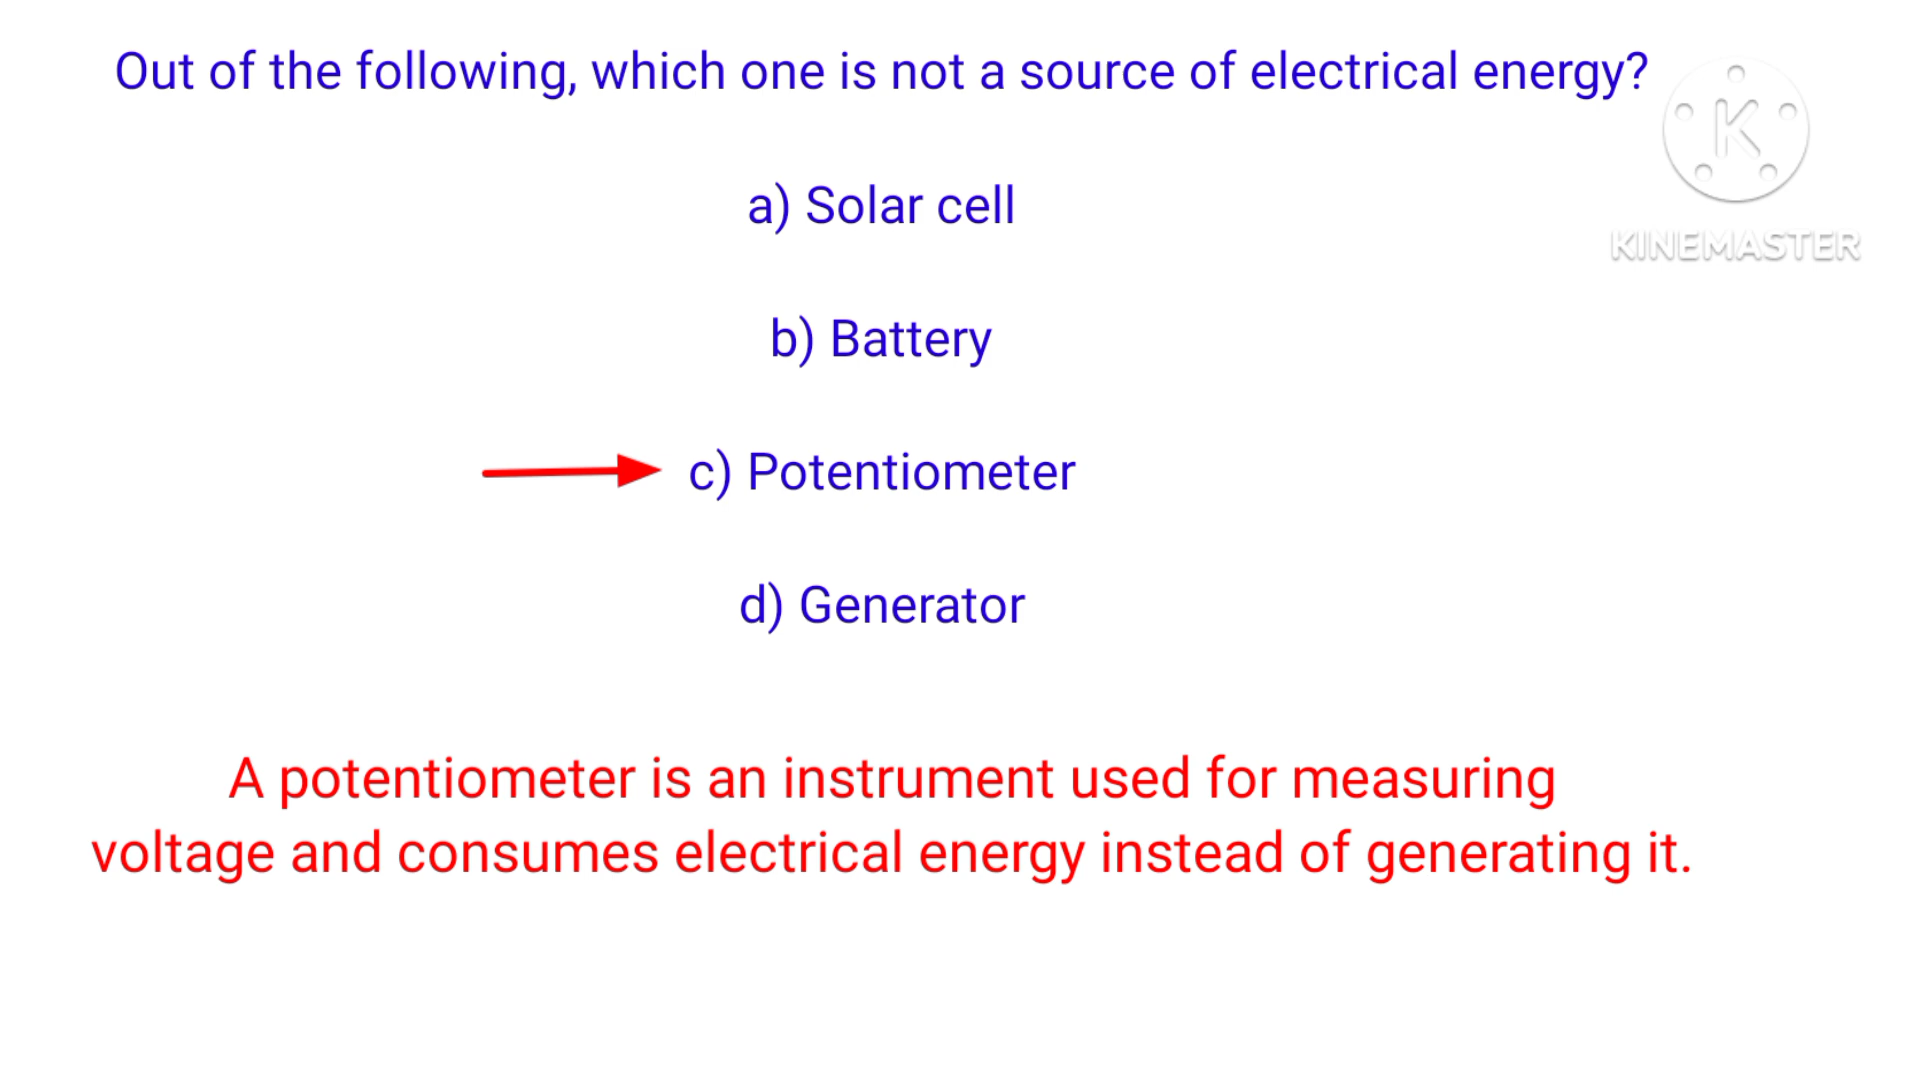 Out of the following, which one is not a source of electrical energy?
K
KINEMASTER
a) Solar cell
b) Battery
c) Potentiometer
d) Generator
A potentiometer is an instrument used for measuring
voltage and consumes electrical energy instead of generating it.